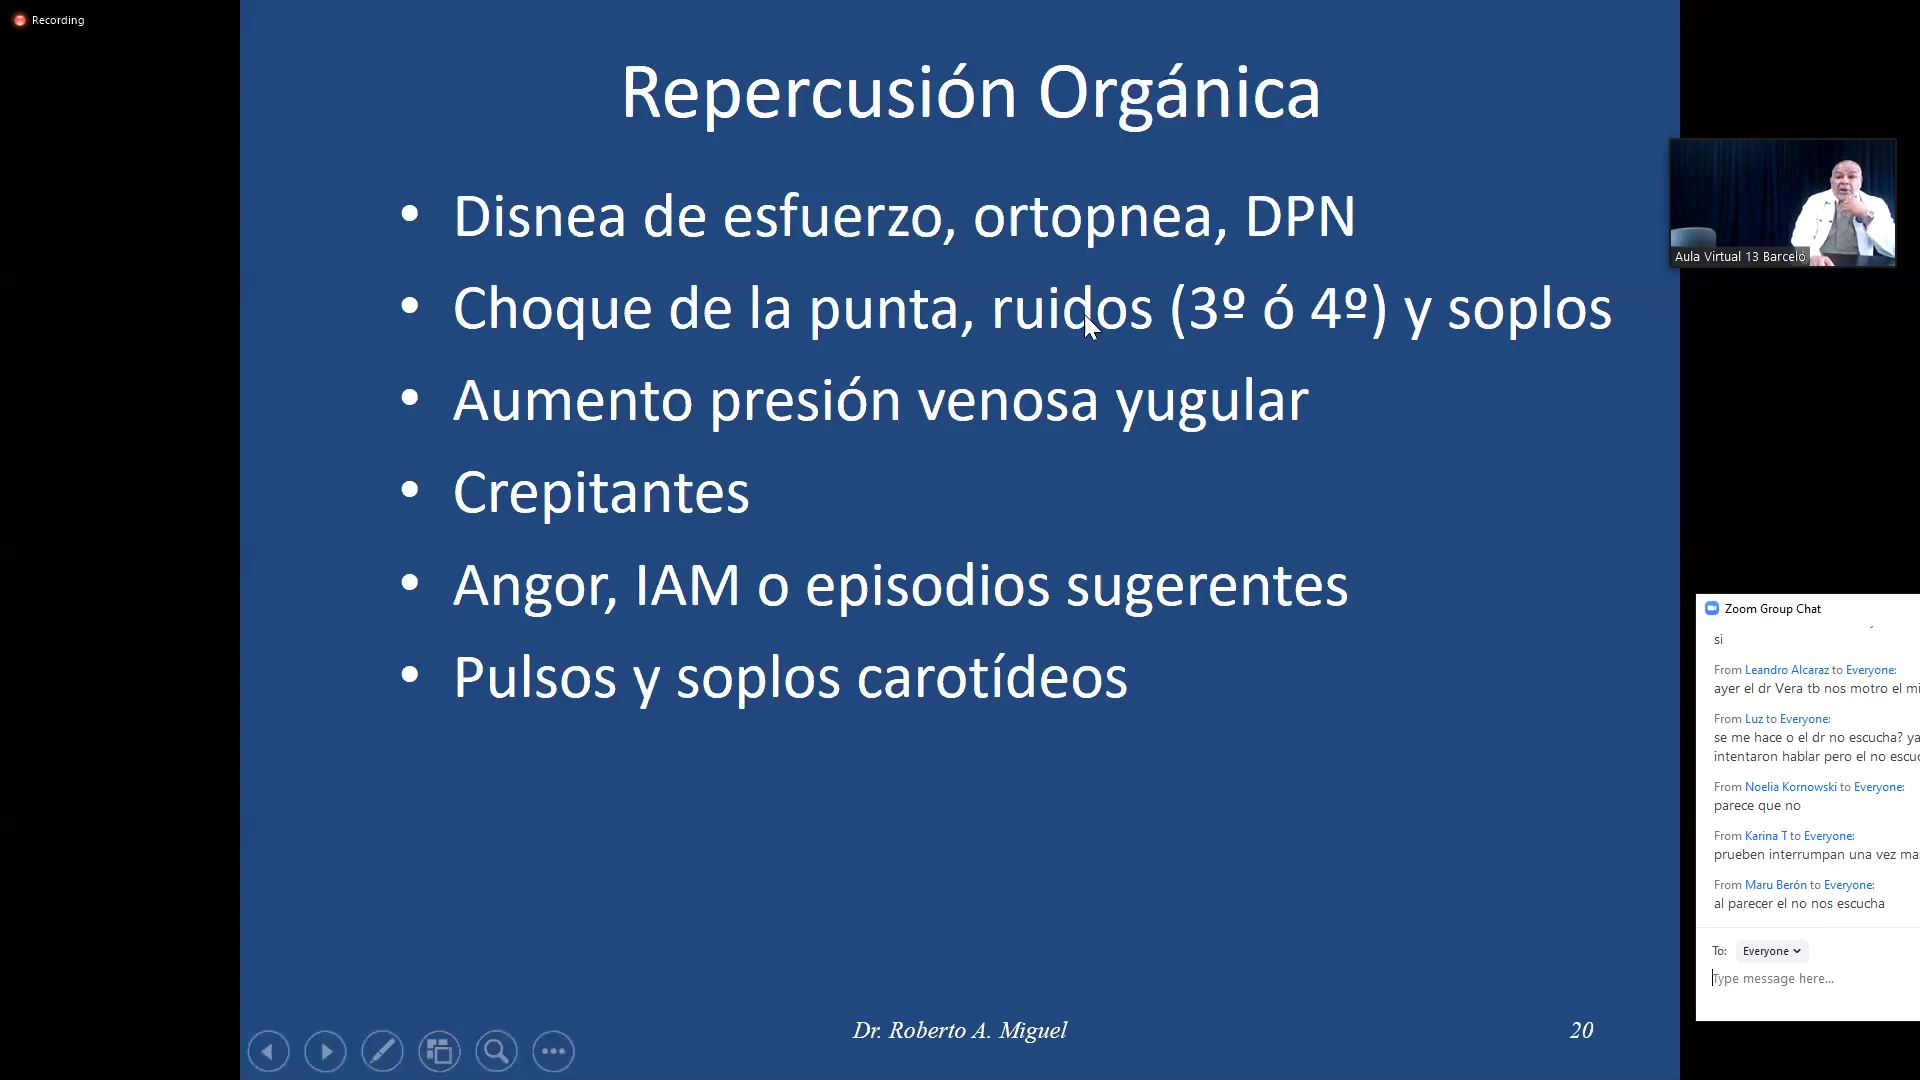 Recording
Repercusión Orgánica
• Disnea de esfuerzo, ortopnea, DPN
• Choque de la punta, ruidos (3º ó 4º) y soplos
• Aumento presión venosa yugular
• Crepitantes
• Angor, IAM o episodios sugerentes
• Pulsos y soplos carotídeos
Dr. Roberto A. Miguel
20
Aula Virtual 13 Barceló
Zoom Group Chat
si
From Leandro Alcaraz to Everyone:
ayer el dr Vera tb nos motro el mi
From Luz to Everyone:
se me hace o el dr no escucha? ya
intentaron hablar pero el no escuc
From Noelia Kornowski to Everyone:
parece que no
From Karina T to Everyone:
prueben interrumpan una vez mas
From Maru Berón to Everyone:
al parecer el no nos escucha
To: Everyone
Type message here...